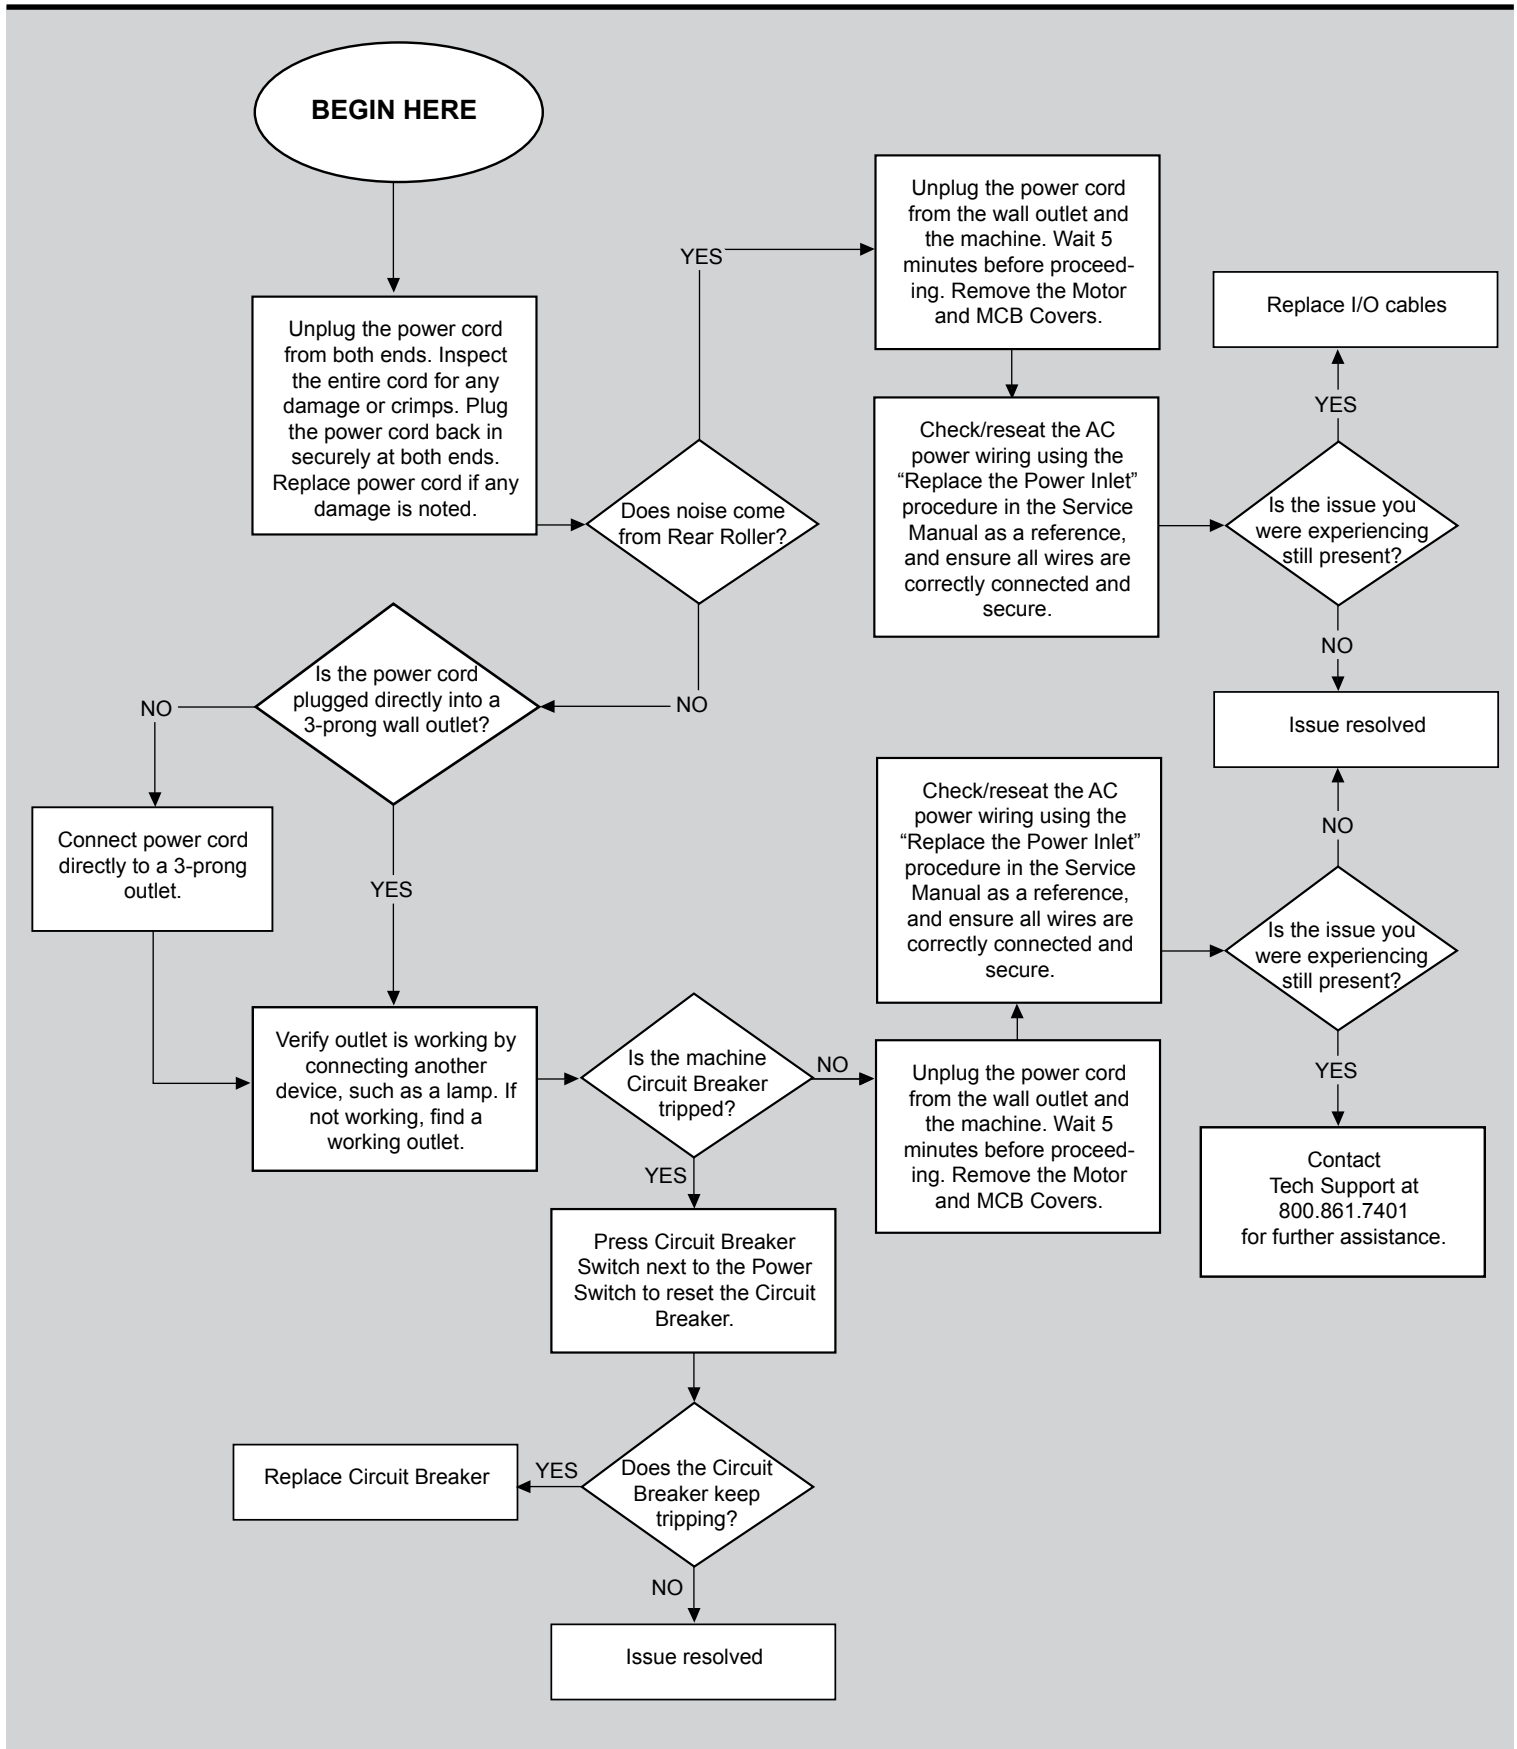 BEGIN HERE
Unplug the power cord
from both ends. Inspect
the entire cord for any
damage or crimps. Plug
the power cord back in
securely at both ends.
Replace power cord if any
damage is noted.
Does noise come
from Rear Roller?
YES
Unplug the power cord
from the wall outlet and
the machine. Wait 5
minutes before proceed-
ing. Remove the Motor
and MCB Covers.
Check/reseat the AC
power wiring using the
“Replace the Power Inlet”
procedure in the Service
Manual as a reference,
and ensure all wires are
correctly connected and
secure.
Is the issue you
were experiencing
still present?
YES
Replace I/O cables
NO
Issue resolved
NO
Is the power cord
plugged directly into a
3-prong wall outlet?
NO
Connect power cord
directly to a 3-prong
outlet.
YES
Verify outlet is working by
connecting another
device, such as a lamp. If
not working, find a
working outlet.
Is the machine
Circuit Breaker
tripped?
NO
Unplug the power cord
from the wall outlet and
the machine. Wait 5
minutes before proceed-
ing. Remove the Motor
and MCB Covers.
Check/reseat the AC
power wiring using the
“Replace the Power Inlet”
procedure in the Service
Manual as a reference,
and ensure all wires are
correctly connected and
secure.
Is the issue you
were experiencing
still present?
NO
YES
Contact
Tech Support at
800.861.7401
for further assistance.
YES
Press Circuit Breaker
Switch next to the Power
Switch to reset the Circuit
Breaker.
Does the Circuit
Breaker keep
tripping?
YES
Replace Circuit Breaker
NO
Issue resolved